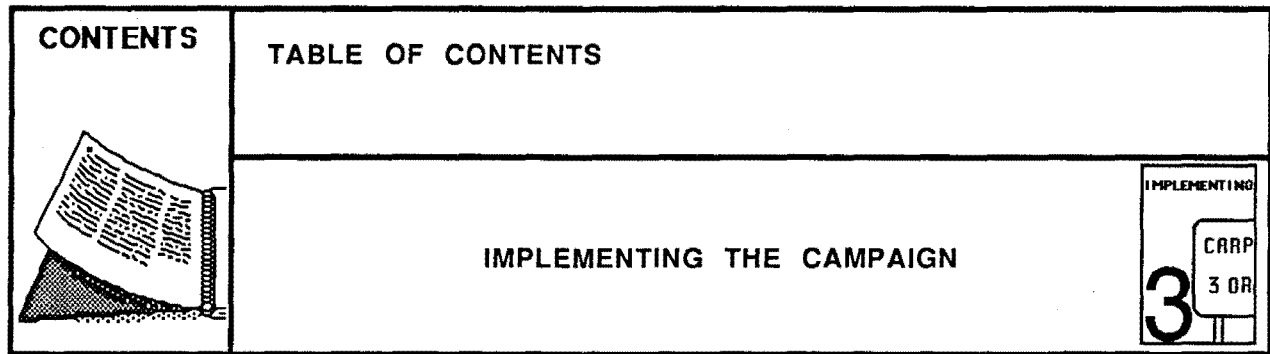 CONTENTS
TABLE OF CONTENTS
IMPLEMENTING THE CAMPAIGN
IMPLEMENTING
CARP
3 OR
3